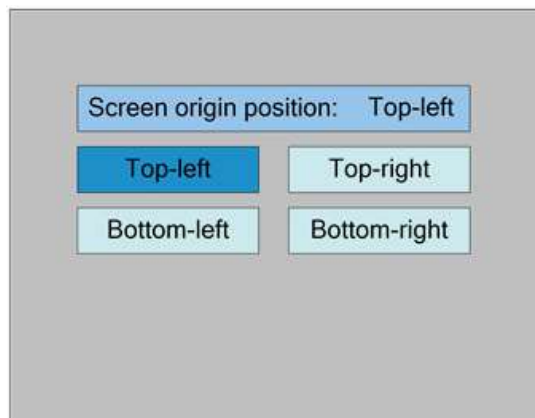 Screen origin position: Top-left
Top-left Top-right
Bottom-left Bottom-right